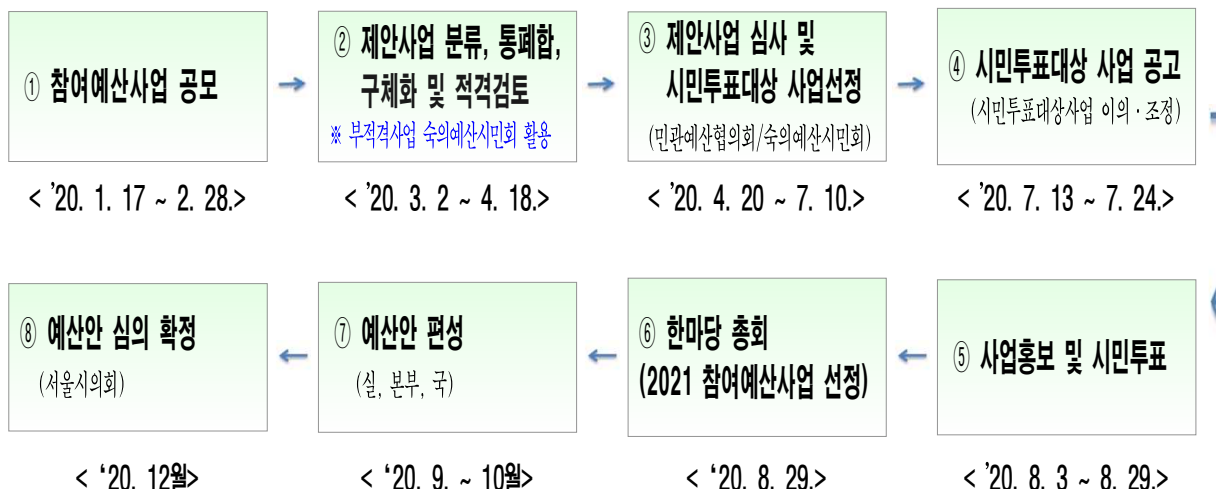 ① 참여예산사업 공모
② 제안사업 분류, 통폐합,
구체화 및 적격검토
※ 부적격사업 숙의예산시민회 활용
③ 제안사업 심사 및
시민투표대상 사업선정
(민관예산협의회/숙의예산시민회)
④ 시민투표대상 사업 공고
(시민투표대상사업 이의 · 조정)
< '20. 1. 17 ~ 2. 28.>
< '20. 3. 2 ~ 4. 18.>
< '20. 4. 20 ~ 7. 10.>
< '20. 7. 13 ~ 7. 24.>
⑧ 예산안 심의 확정
(서울시의회)
⑦ 예산안 편성
(실, 본부, 국)
⑥ 한마당 총회
(2021 참여예산사업 선정)
⑤ 사업홍보 및 시민투표
< ‘20. 12월>
< ‘20. 9. ~ 10월>
< ‘20. 8. 29.>
< ’20. 8. 3 ~ 8. 29.>